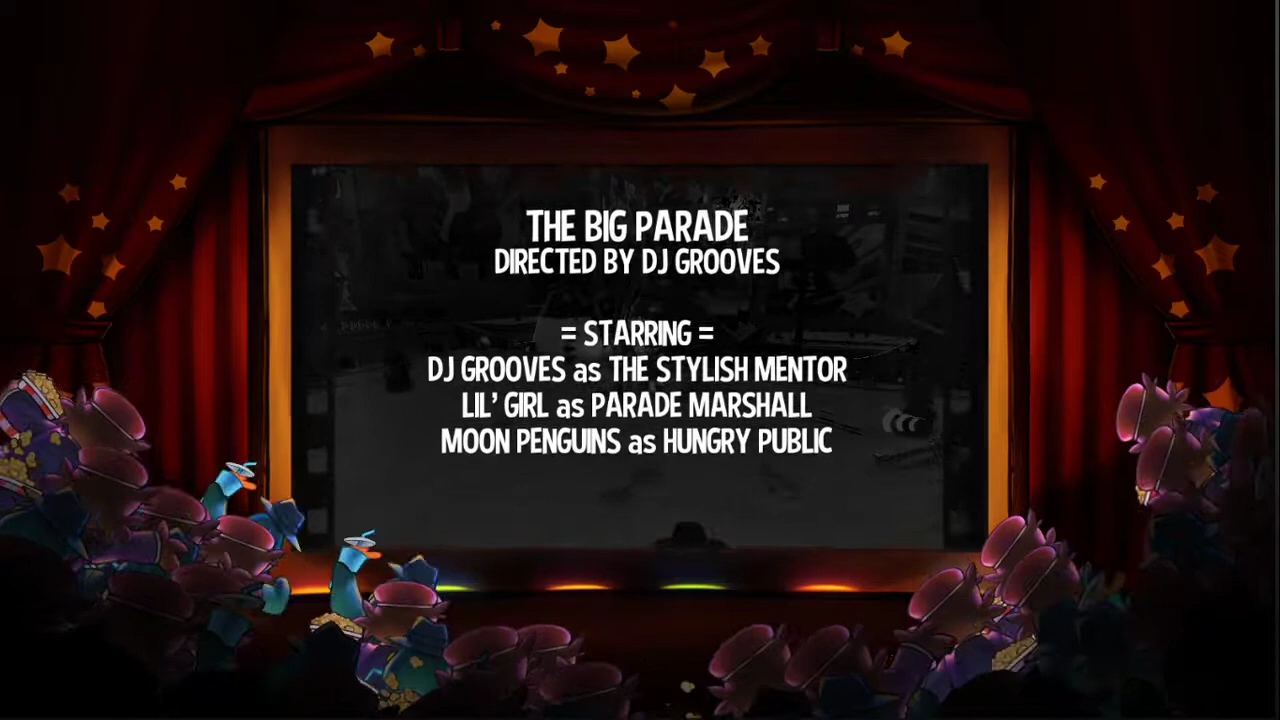 THE BIG PARADE
DIRECTED BY DJ GROOVES
= STARRING =
DJ GROOVES as THE STYLISH MENTOR
LIL' GIRL as PARADE MARSHALL
MOON PENGUINS as HUNGRY PUBLIC